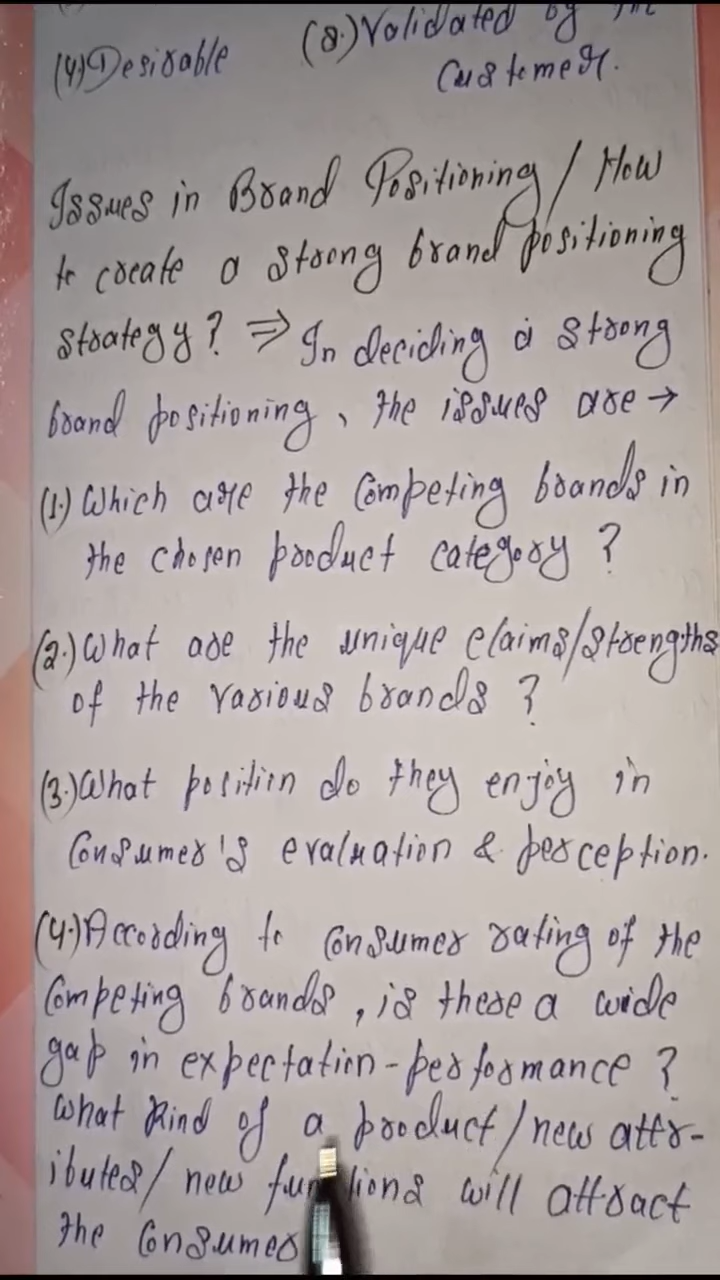 (4) Desirable (8.) Validated by the
Customer.
Issues in Brand Positioning / How
to create a strong brand positioning
strategy? ⇒ In deciding a strong
brand positioning, the issues are →
(1.) Which are the Competing brands in
the chosen product category ?
(2.) What are the unique claims/strengths
of the various brands ?
(3.) What position do they enjoy in
Consumer's evaluation & perception.
(4.) According to Consumer rating of the
Competing brands, is there a wide
gap in expectation-performance ?
What kind of a product/new attr-
ibutes/ new functions will attract
the Consumer